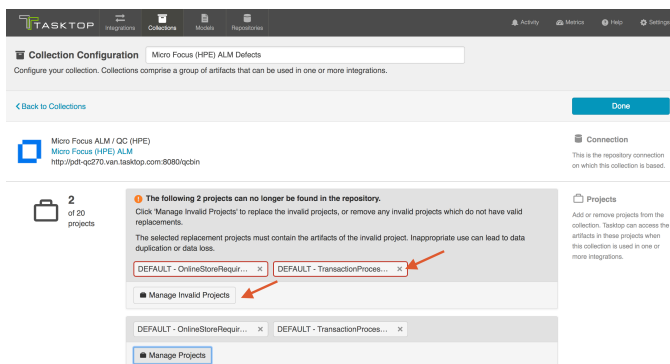 TASKTOP
Integrations
Collections
Models
Repositories
Activity
Metrics
Help
Settings
Collection Configuration
Micro Focus (HPE) ALM Defects
Configure your collection. Collections comprise a group of artifacts that can be used in one or more integrations.
Back to Collections
Done
Micro Focus ALM / QC (HPE)
Micro Focus (HPE) ALM
http://pdt-qc270.van.tasktop.com:8080/qcbin
Connection
This is the repository connection
on which this collection is based.
2
of 20
projects
The following 2 projects can no longer be found in the repository.
Click 'Manage Invalid Projects' to replace the invalid projects, or remove any invalid projects which do not have valid
replacements.
The selected replacement projects must contain the artifacts of the invalid project. Inappropriate use can lead to data
duplication or data loss.
DEFAULT - OnlineStoreRequir... ×
DEFAULT - TransactionProces... ×
Manage Invalid Projects
DEFAULT - OnlineStoreRequir... ×
DEFAULT - TransactionProces... ×
Manage Projects
Projects
Add or remove projects from the
collection. Tasktop can access the
artifacts in these projects when
this collection is used in one or
more integrations.